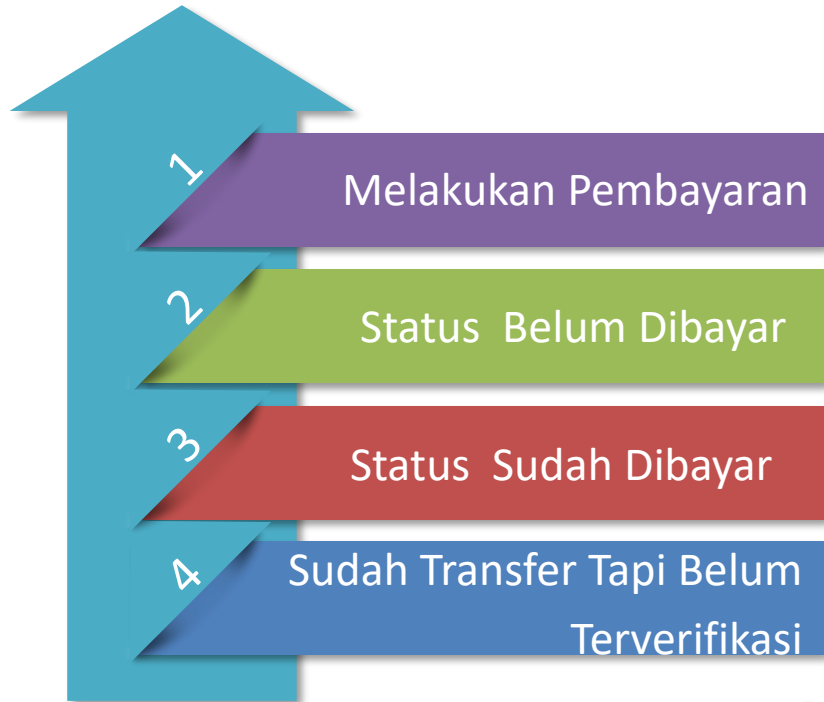 1
Melakukan Pembayaran
2
Status  Belum Dibayar
3
Status  Sudah Dibayar
4
Sudah Transfer Tapi Belum
Terverifikasi